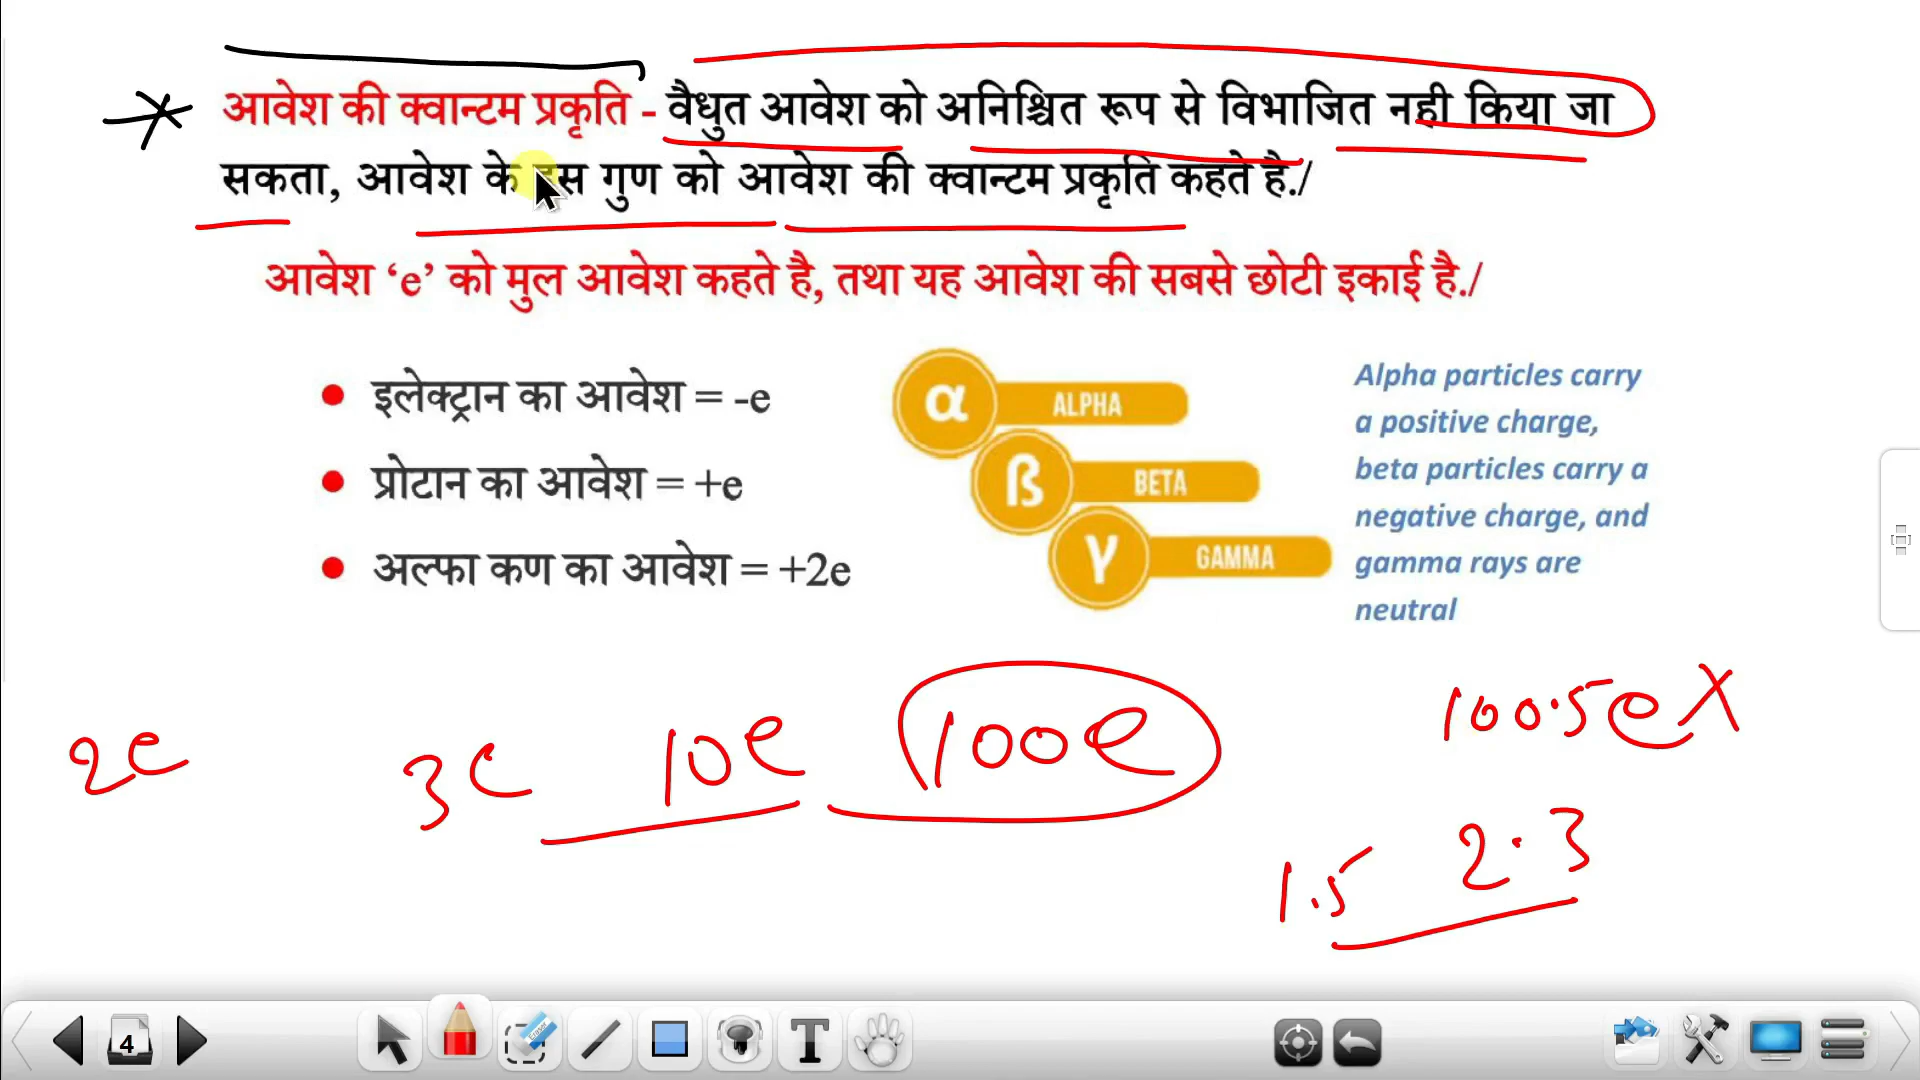 आवेश की क्वान्टम प्रकृति - वैधुत आवेश को अनिश्चित रूप से विभाजित नही किया जा
सकता, आवेश के इस गुण को आवेश की क्वान्टम प्रकृति कहते है./
आवेश ‘e’ को मुल आवेश कहते है, तथा यह आवेश की सबसे छोटी इकाई है./
इलेक्ट्रान का आवेश = -e
प्रोटान का आवेश = +e
अल्फा कण का आवेश = +2e
α ALPHA
ß BETA
γ GAMMA
Alpha particles carry
a positive charge,
beta particles carry a
negative charge, and
gamma rays are
neutral
2e 3e 10e 100e 100.5e X
1.5 2.3
4
T